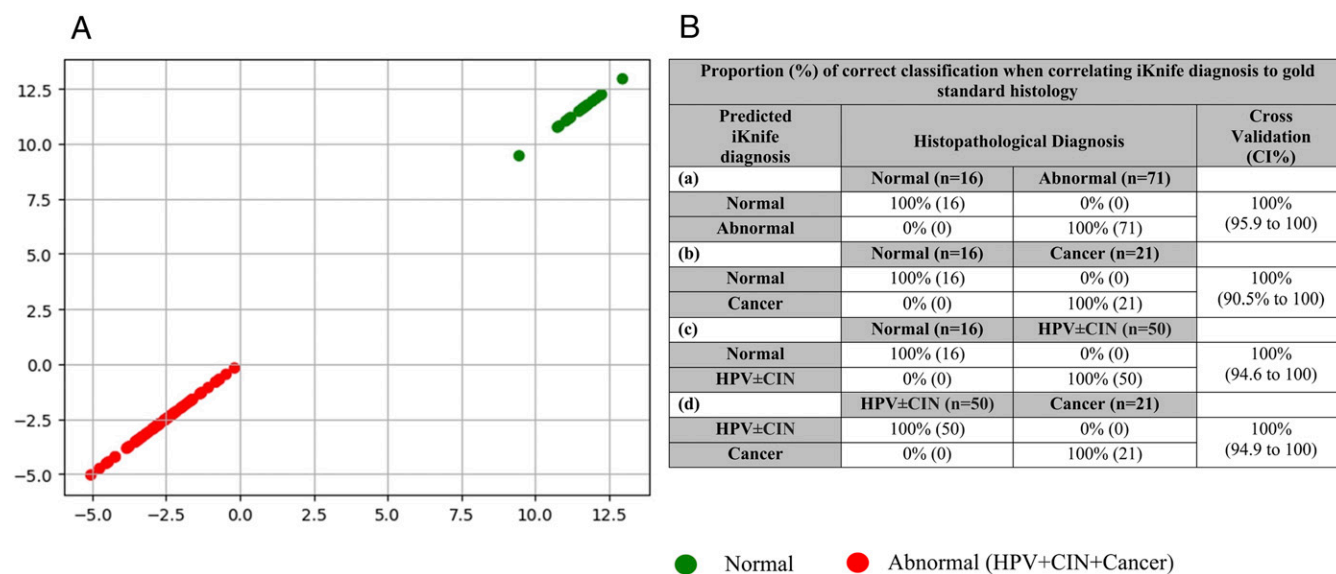 A
12.5
10.0
7.5
5.0
2.5
0.0
−2.5
−5.0
−5.0 −2.5 0.0 2.5 5.0 7.5 10.0 12.5
B
Proportion (%) of correct classification when correlating iKnife diagnosis to gold
standard histology
Predicted
iKnife
diagnosis
Histopathological Diagnosis
Cross
Validation
(CI%)
(a) Normal (n=16) Abnormal (n=71)
Normal 100% (16) 0% (0)
Abnormal 0% (0) 100% (71)
100%
(95.9 to 100)
(b) Normal (n=16) Cancer (n=21)
Normal 100% (16) 0% (0)
Cancer 0% (0) 100% (21)
100%
(90.5% to 100)
(c) Normal (n=16) HPV±CIN (n=50)
Normal 100% (16) 0% (0)
HPV±CIN 0% (0) 100% (50)
100%
(94.6 to 100)
(d) HPV±CIN (n=50) Cancer (n=21)
HPV±CIN 100% (50) 0% (0)
Cancer 0% (0) 100% (21)
100%
(94.9 to 100)
Normal Abnormal (HPV+CIN+Cancer)